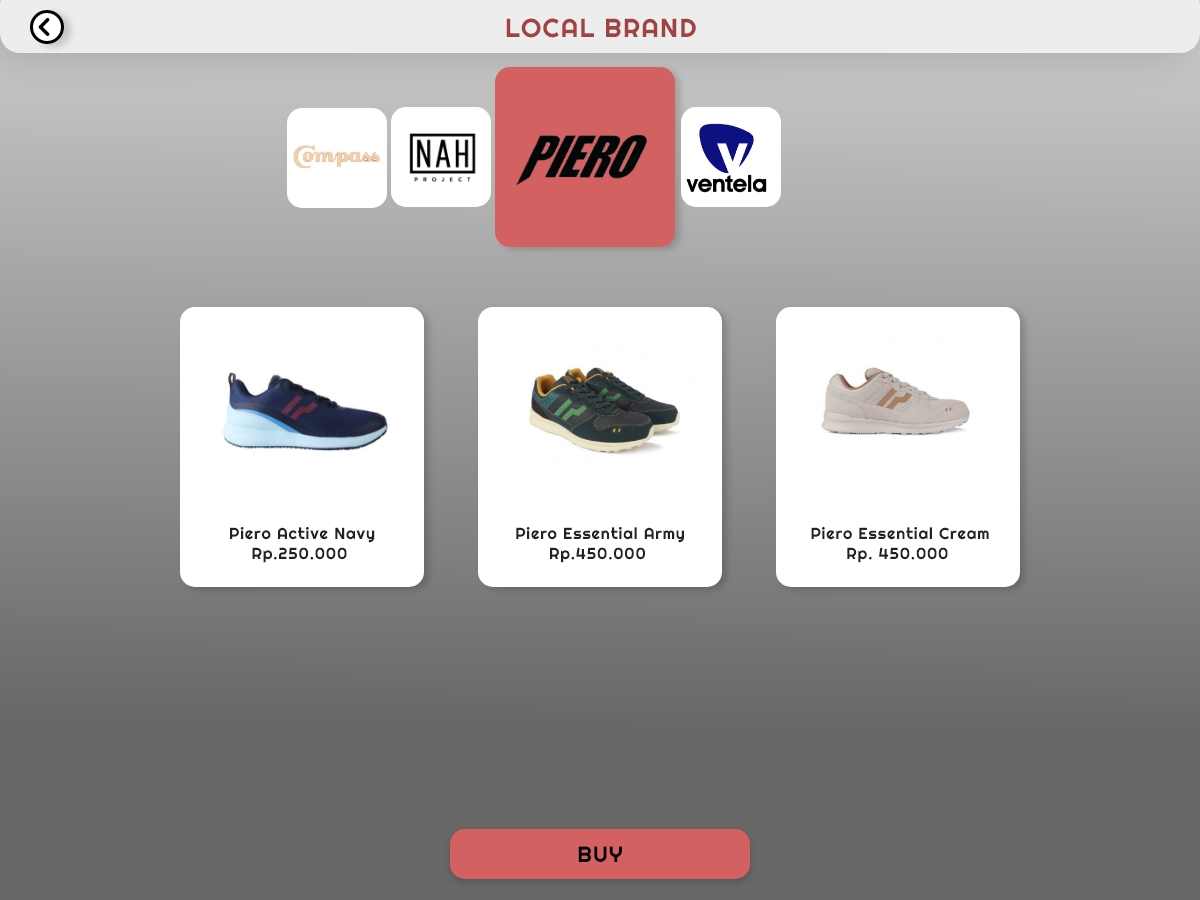 LOCAL BRAND
Compass
NAH
PROJECT
PIERO
ventela
Piero Active Navy
Rp.250.000
Piero Essential Army
Rp.450.000
Piero Essential Cream
Rp. 450.000
BUY